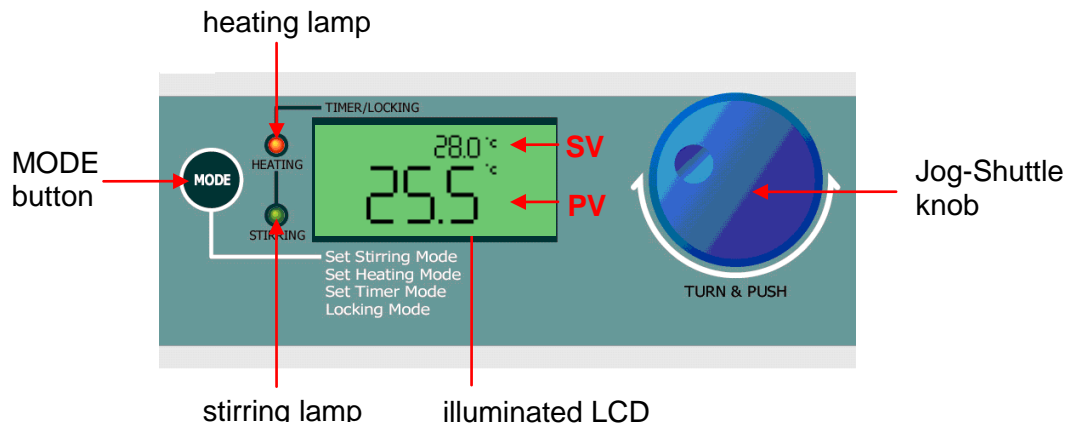 heating lamp
TIMER/LOCKING
28.0 °c
SV
HEATING
MODE
button
MODE
25.5 °c
PV
Jog-Shuttle
knob
STIRRING
Set Stirring Mode
Set Heating Mode
Set Timer Mode
Locking Mode
TURN & PUSH
stirring lamp
illuminated LCD